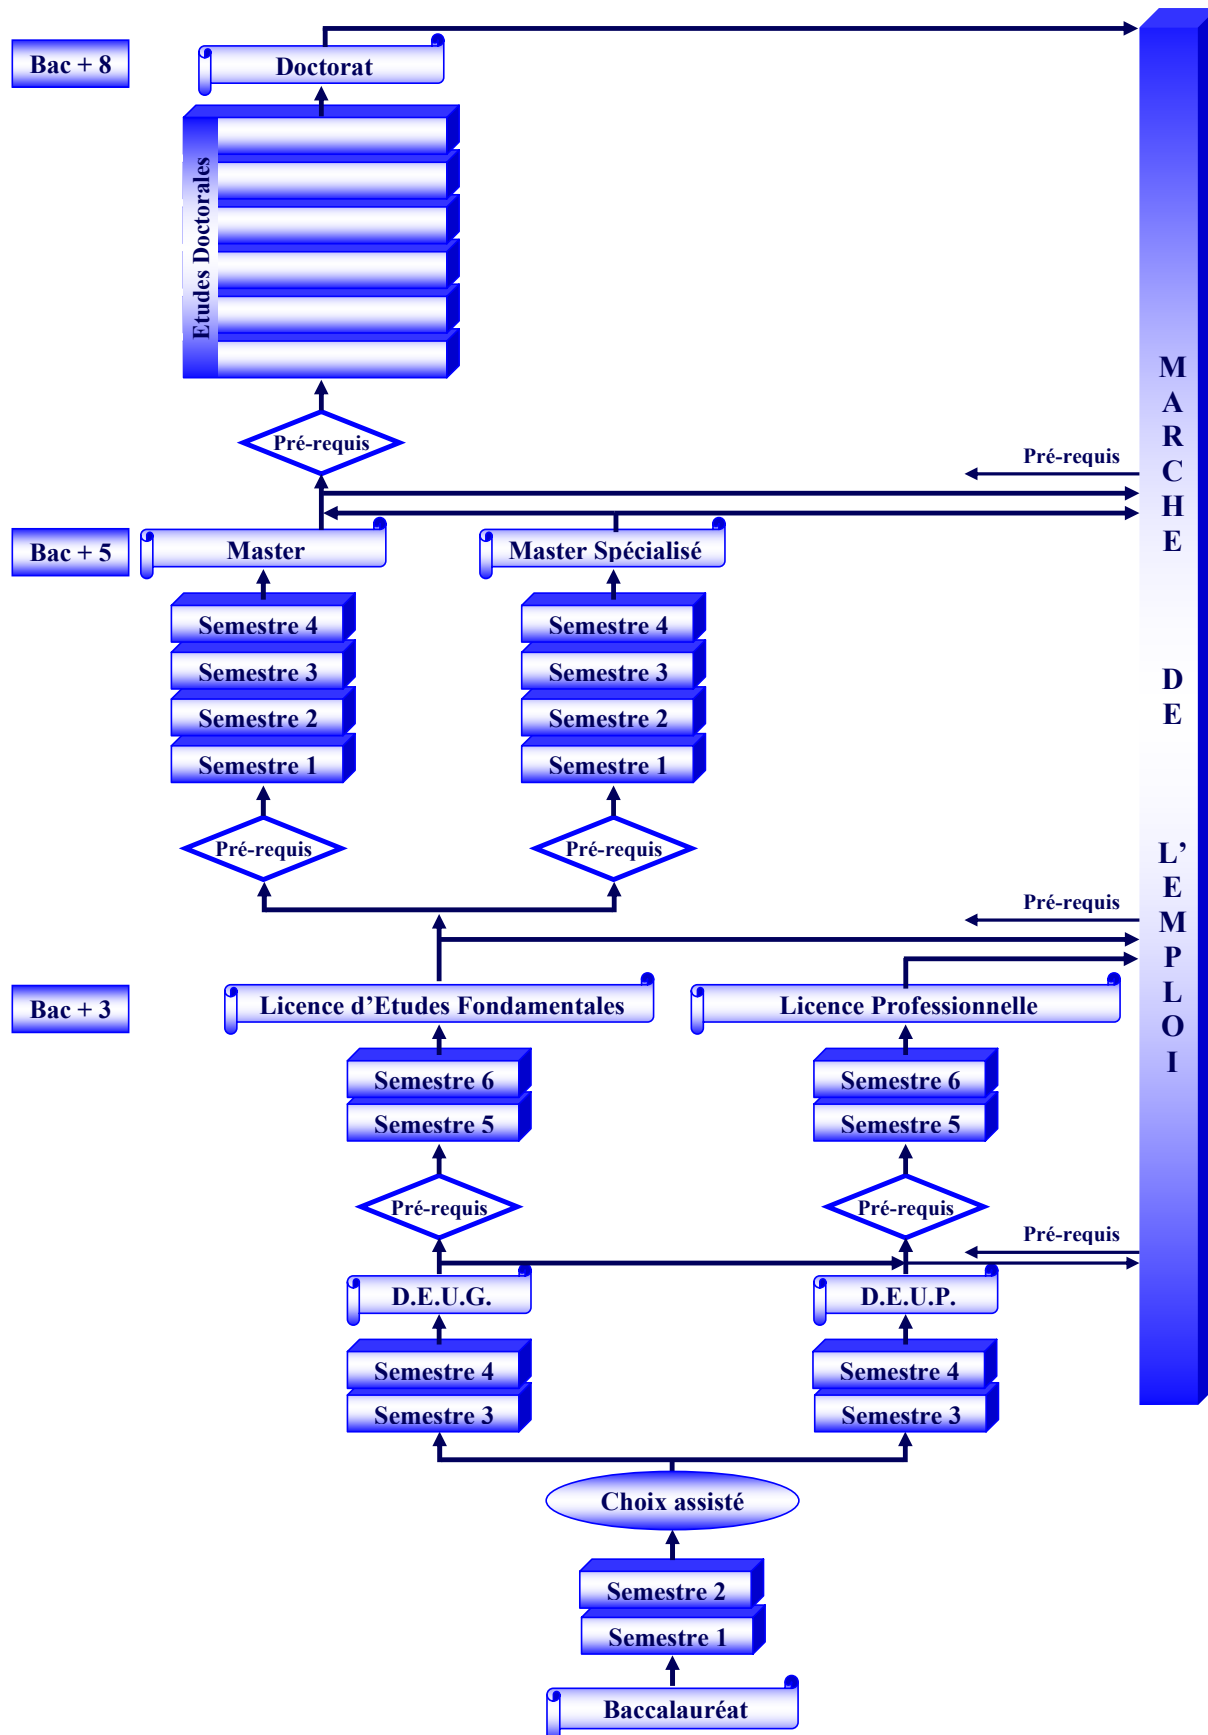 Bac + 8
Doctorat
Etudes Doctorales
Pré-requis
Pré-requis
Bac + 5
Master
Master Spécialisé
Semestre 4
Semestre 4
Semestre 3
Semestre 3
Semestre 2
Semestre 2
Semestre 1
Semestre 1
Pré-requis
Pré-requis
Pré-requis
Bac + 3
Licence d'Etudes Fondamentales
Licence Professionnelle
Semestre 6
Semestre 6
Semestre 5
Semestre 5
Pré-requis
Pré-requis
Pré-requis
D.E.U.G.
D.E.U.P.
Semestre 4
Semestre 4
Semestre 3
Semestre 3
Choix assisté
Semestre 2
Semestre 1
Baccalauréat
MARCHE DE L'EMPLOI